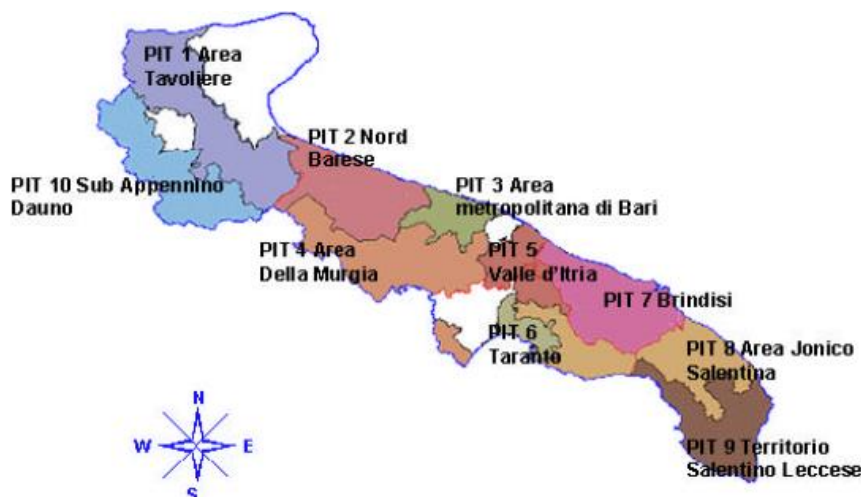 PIT 1 Area
Tavoliere
PIT 2 Nord
Barese
PIT 10 Sub Appennino
Dauno
PIT 3 Area
metropolitana di Bari
PIT 4 Area
Della Murgia
PIT 5
Valle d'Itria
PIT 7 Brindisi
PIT 6
Taranto
PIT 8 Area Jonico
Salentina
PIT 9 Territorio
Salentino Leccese
N
W
E
S